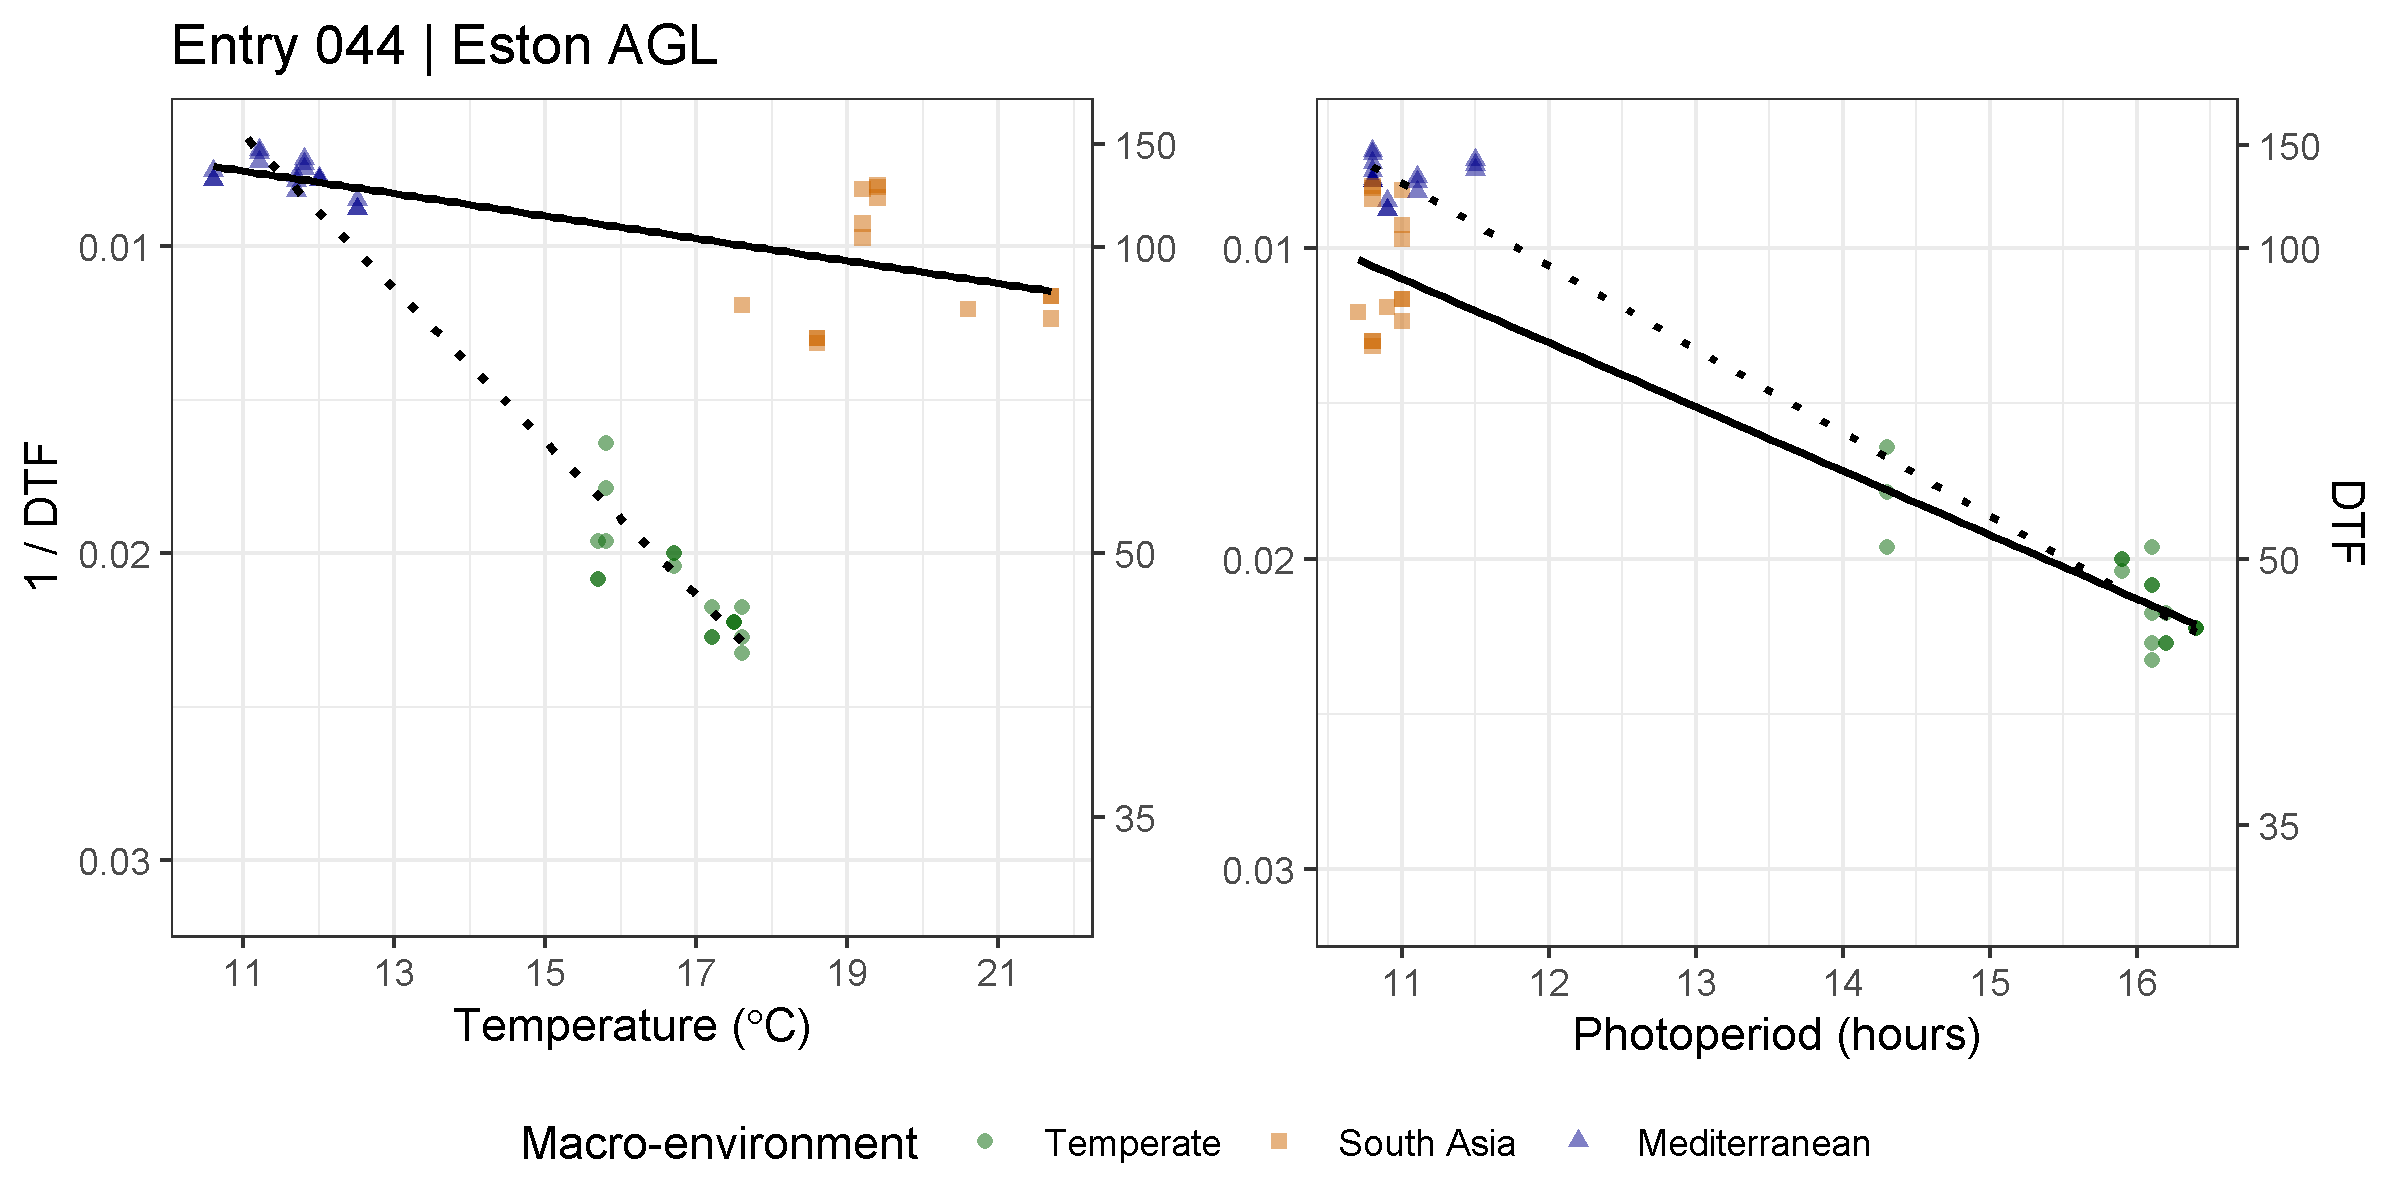 Entry 044 | Eston AGL
1 / DTF
0.01
0.02
0.03
150
100
50
35
11
13
15
17
19
21
Temperature (°C)
0.01
0.02
0.03
150
100
50
35
DTF
11
12
13
14
15
16
Photoperiod (hours)
Macro-environment
Temperate
South Asia
Mediterranean